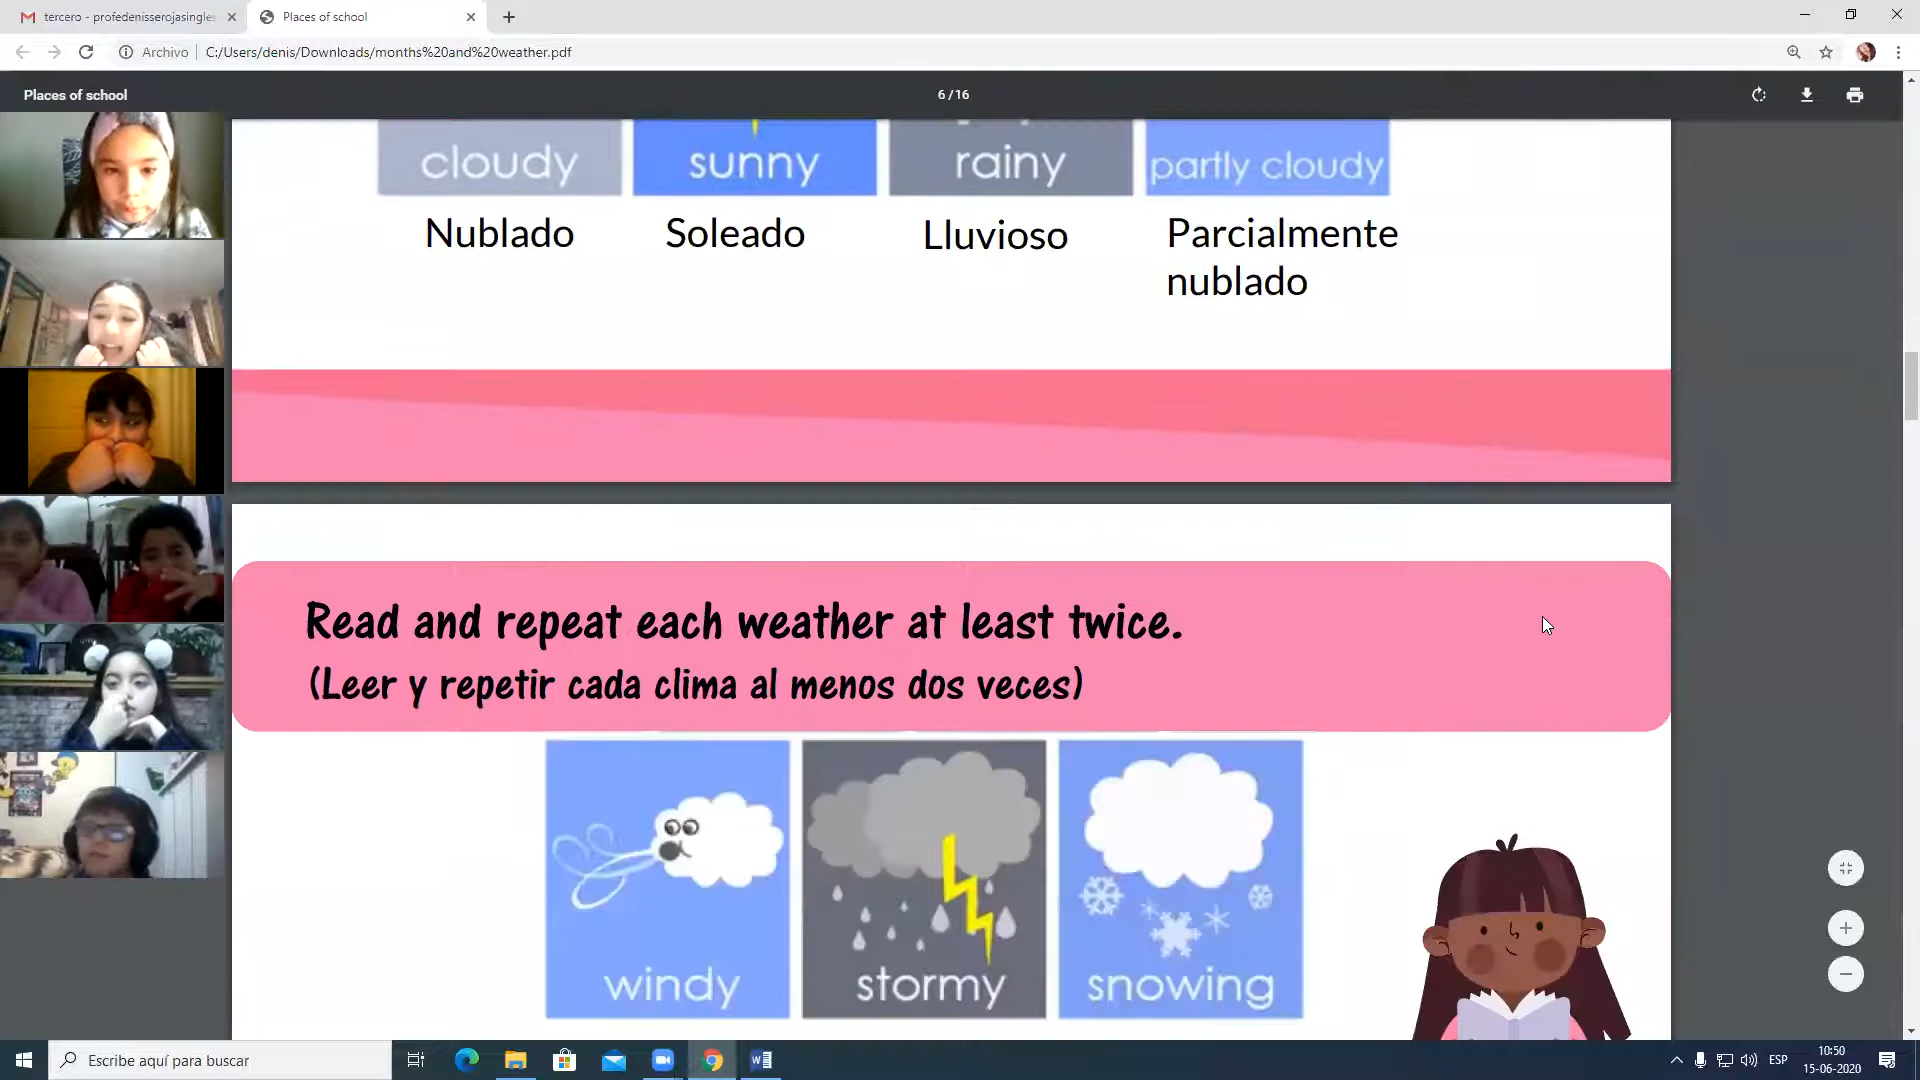 tercero - profedenisserojasingles
Places of school
Archivo
C:/Users/denis/Downloads/months%20and%20weather.pdf
Places of school
6 / 16
cloudy
sunny
rainy
partly cloudy
Nublado
Soleado
Lluvioso
Parcialmente
nublado
Read and repeat each weather at least twice.
(Leer y repetir cada clima al menos dos veces)
windy
stormy
snowing
Escribe aquí para buscar
ESP
10:50
15-06-2020